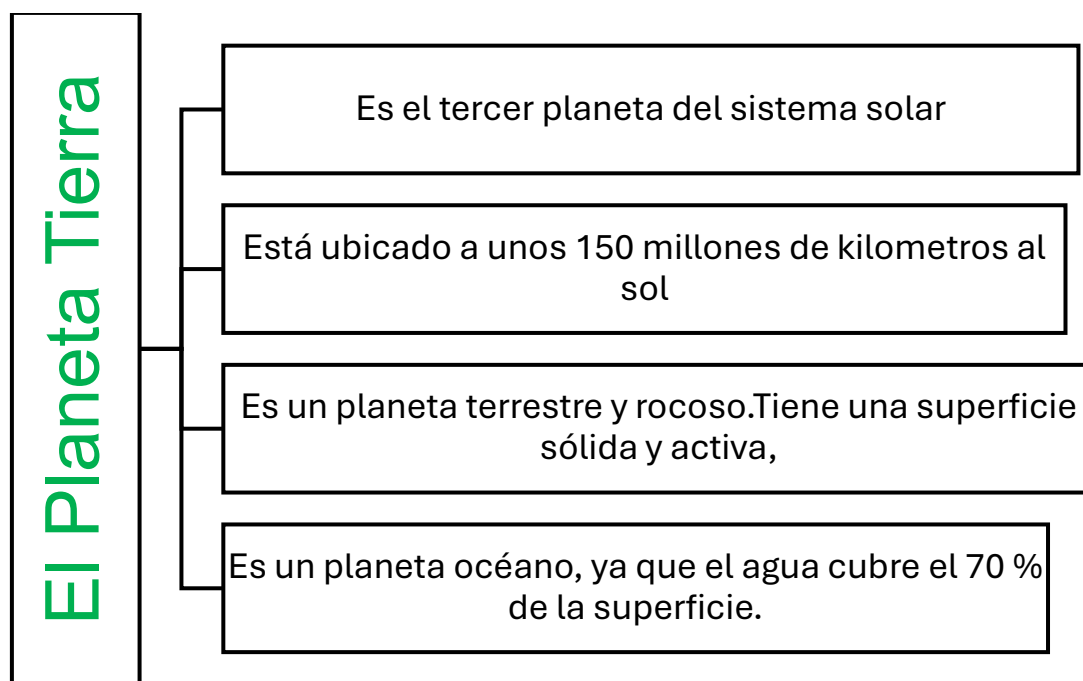 El Planeta Tierra
Es el tercer planeta del sistema solar
Está ubicado a unos 150 millones de kilometros al
sol
Es un planeta terrestre y rocoso.Tiene una superficie
sólida y activa,
Es un planeta océano, ya que el agua cubre el 70 %
de la superficie.